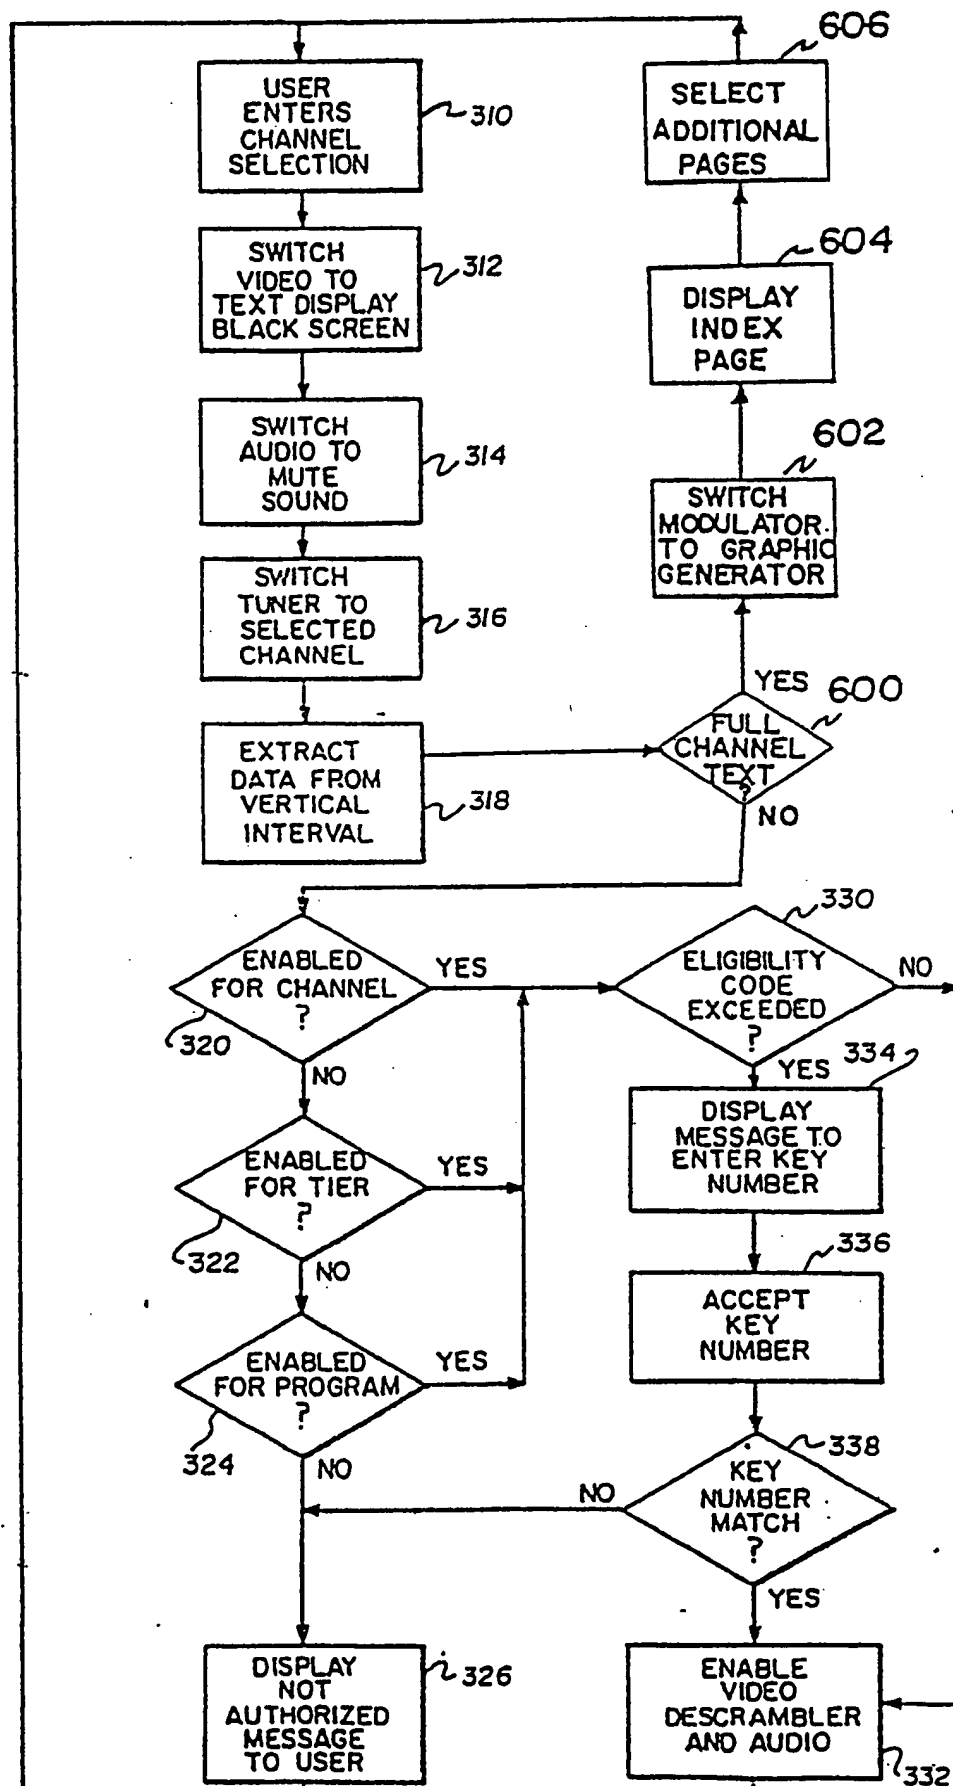 USER
ENTERS
CHANNEL
SELECTION
310
SWITCH
VIDEO TO
TEXT DISPLAY
BLACK SCREEN
312
SWITCH
AUDIO TO
MUTE
SOUND
314
SWITCH
TUNER TO
SELECTED
CHANNEL
316
EXTRACT
DATA FROM
VERTICAL
INTERVAL
318
606
SELECT
ADDITIONAL
PAGES
604
DISPLAY
INDEX
PAGE
602
SWITCH
MODULATOR
TO GRAPHIC
GENERATOR
YES
600
FULL
CHANNEL
TEXT
?
NO
ENABLED
FOR CHANNEL
?
YES
320
NO
ENABLED
FOR TIER
?
YES
322
NO
ENABLED
FOR PROGRAM
?
YES
324
NO
330
ELIGIBILITY
CODE
EXCEEDED
?
NO
YES
334
DISPLAY
MESSAGE TO
ENTER KEY
NUMBER
336
ACCEPT
KEY
NUMBER
338
KEY
NUMBER
MATCH
?
NO
YES
DISPLAY
NOT
AUTHORIZED
MESSAGE
TO USER
326
ENABLE
VIDEO
DESCRAMBLER
AND AUDIO
332